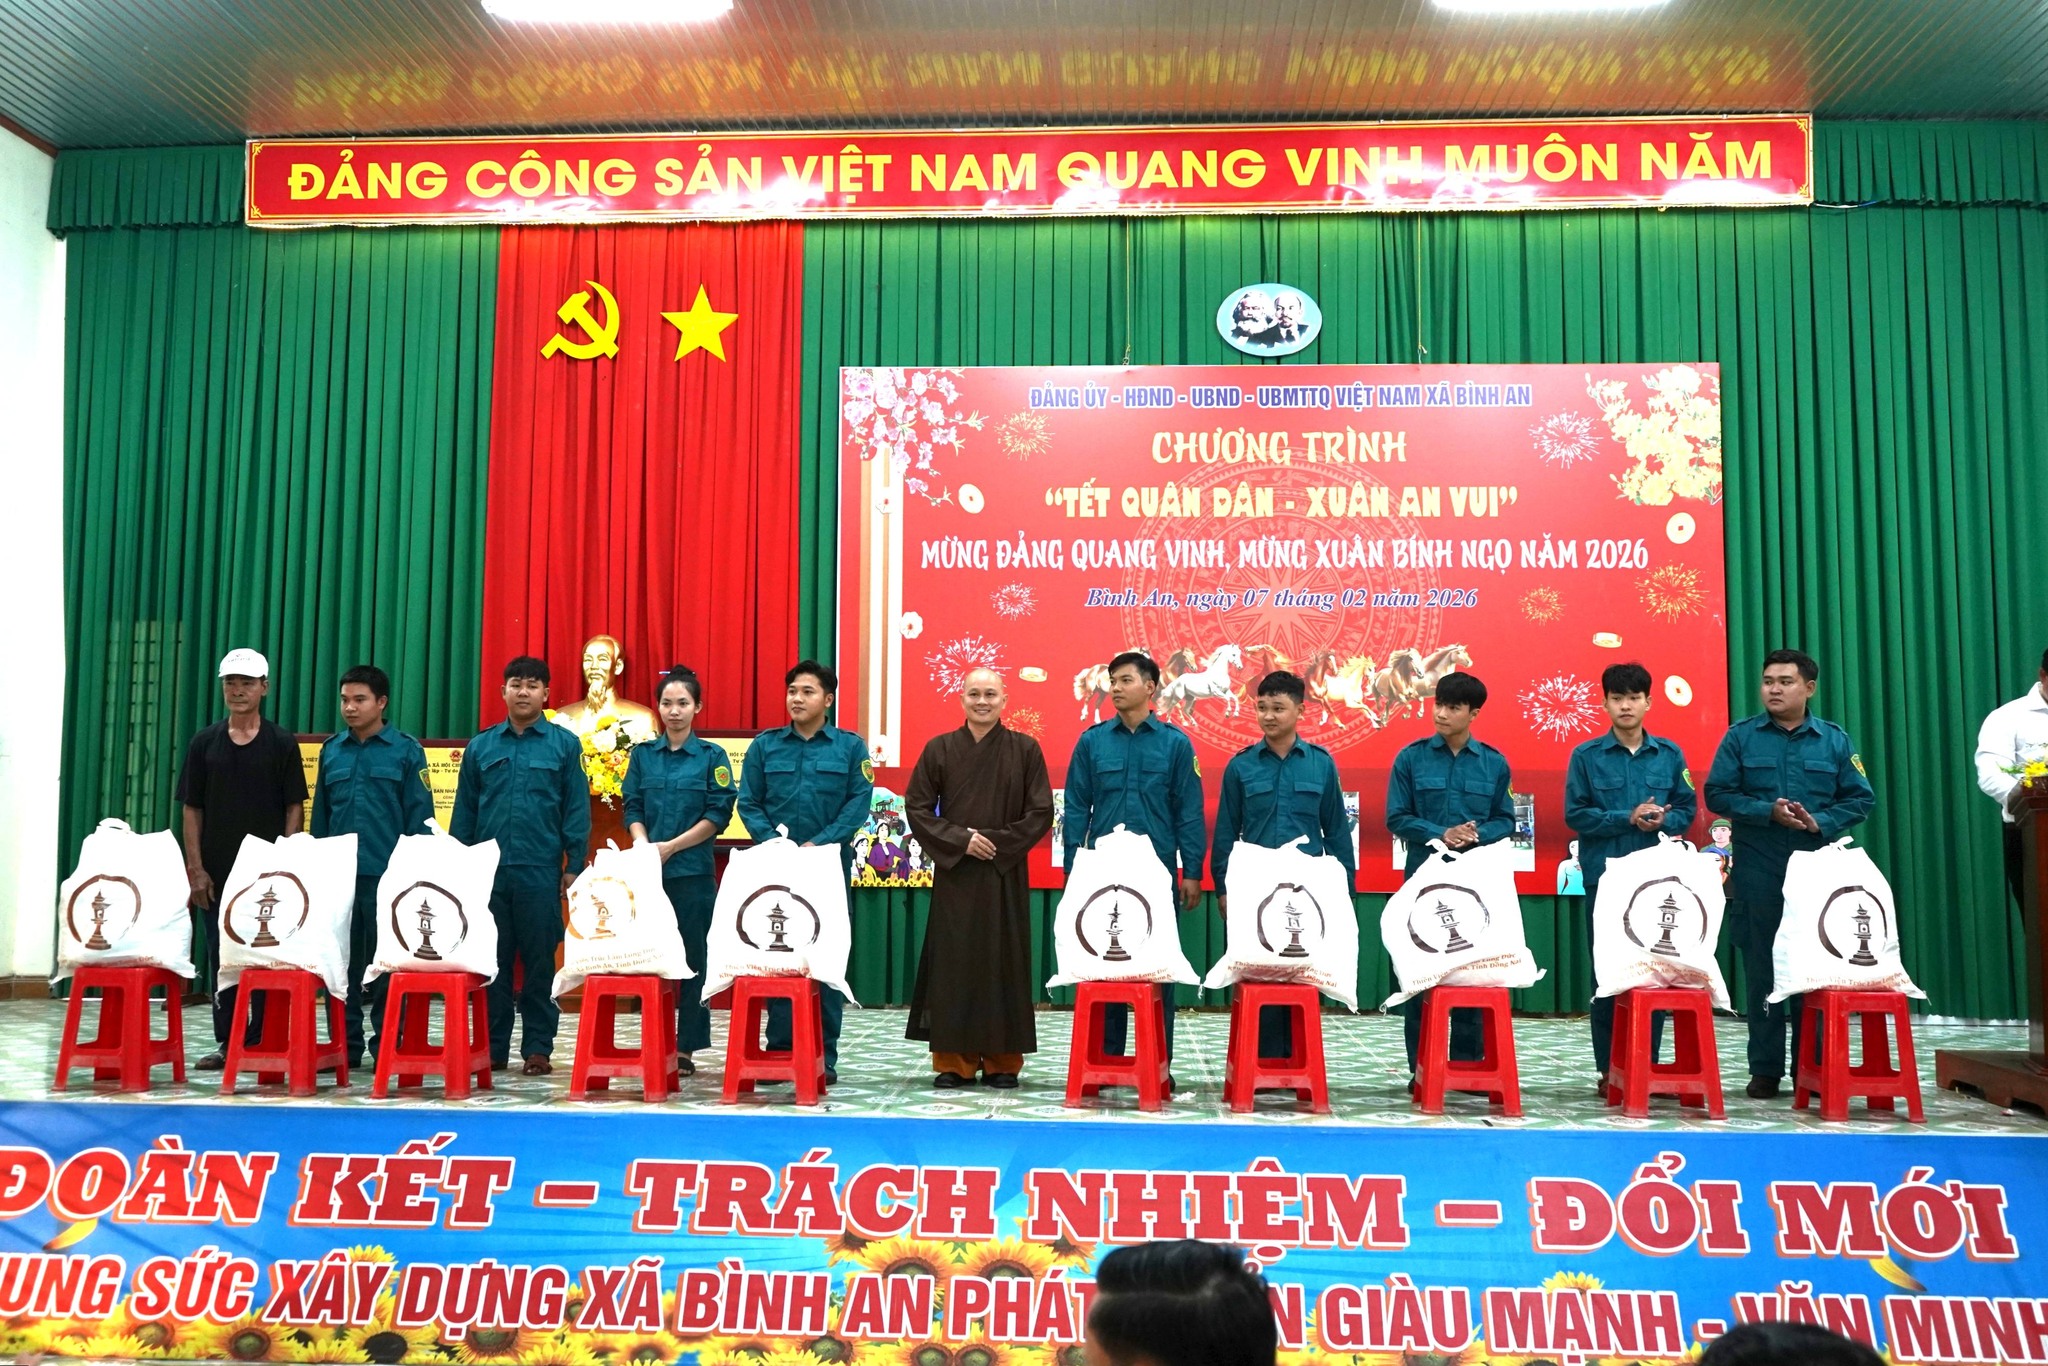 ĐẢNG CỘNG SẢN VIỆT NAM QUANG VINH MUÔN NĂM
ĐẢNG ỦY - HĐND - UBND - UBMTTQ VIỆT NAM XÃ BÌNH AN
CHƯƠNG TRÌNH
“TẾT QUÂN DÂN - XUÂN AN VUI”
MỪNG ĐẢNG QUANG VINH, MỪNG XUÂN BÍNH NGỌ NĂM 2026
Bình An, ngày 07 tháng 02 năm 2026
ĐOÀN KẾT – TRÁCH NHIỆM – ĐỔI MỚI
SỨC XÂY DỰNG XÃ BÌNH AN GIÀU MẠNH - VĂN MINH